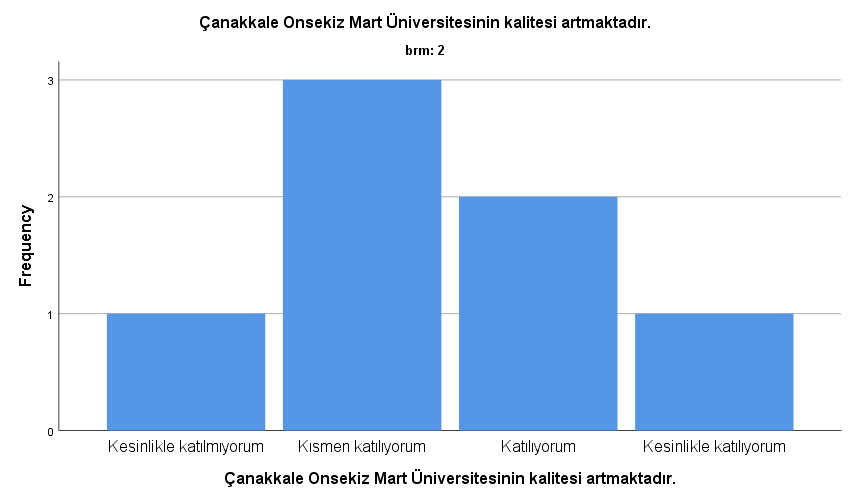 Çanakkale Onsekiz Mart Üniversitesinin kalitesi artmaktadır.
brm: 2
Frequency
3
2
1
0
Kesinlikle katılmıyorum
Kısmen katılıyorum
Katılıyorum
Kesinlikle katılıyorum
Çanakkale Onsekiz Mart Üniversitesinin kalitesi artmaktadır.